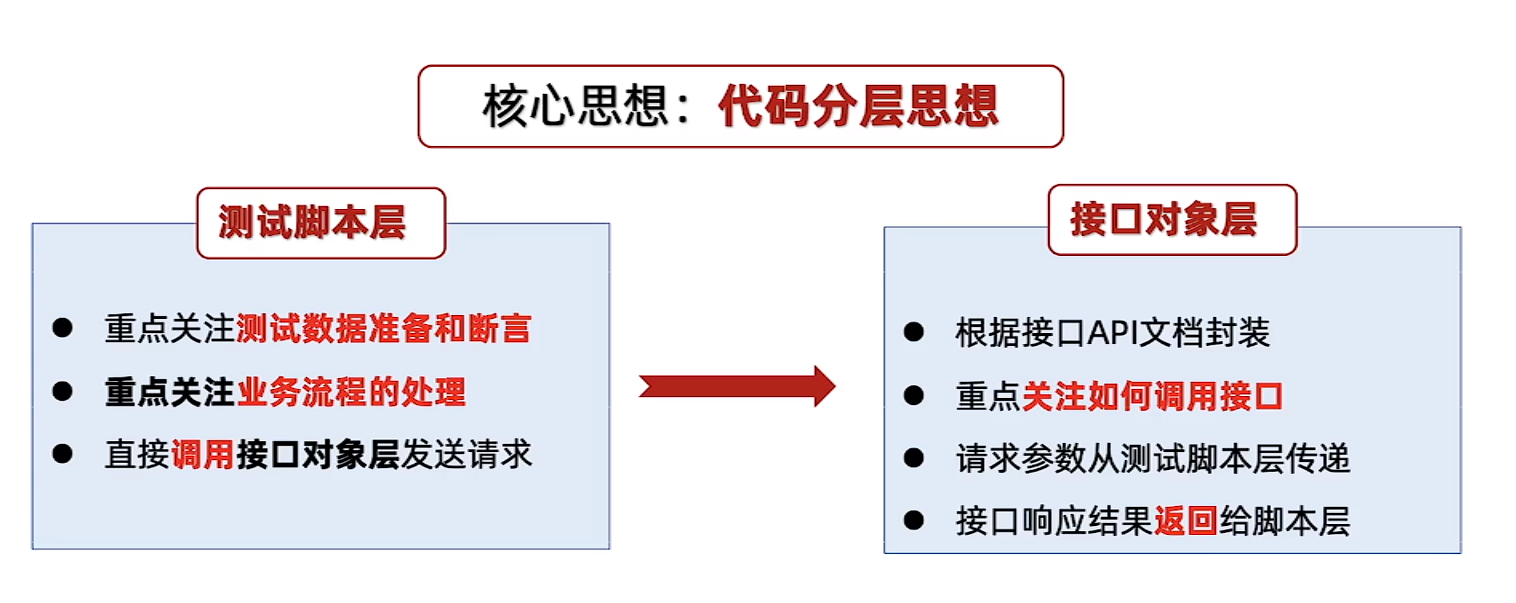 核心思想：代码分层思想
测试脚本层
重点关注测试数据准备和断言
重点关注业务流程的处理
直接调用接口对象层发送请求
接口对象层
根据接口API文档封装
重点关注如何调用接口
请求参数从测试脚本层传递
接口响应结果返回给脚本层